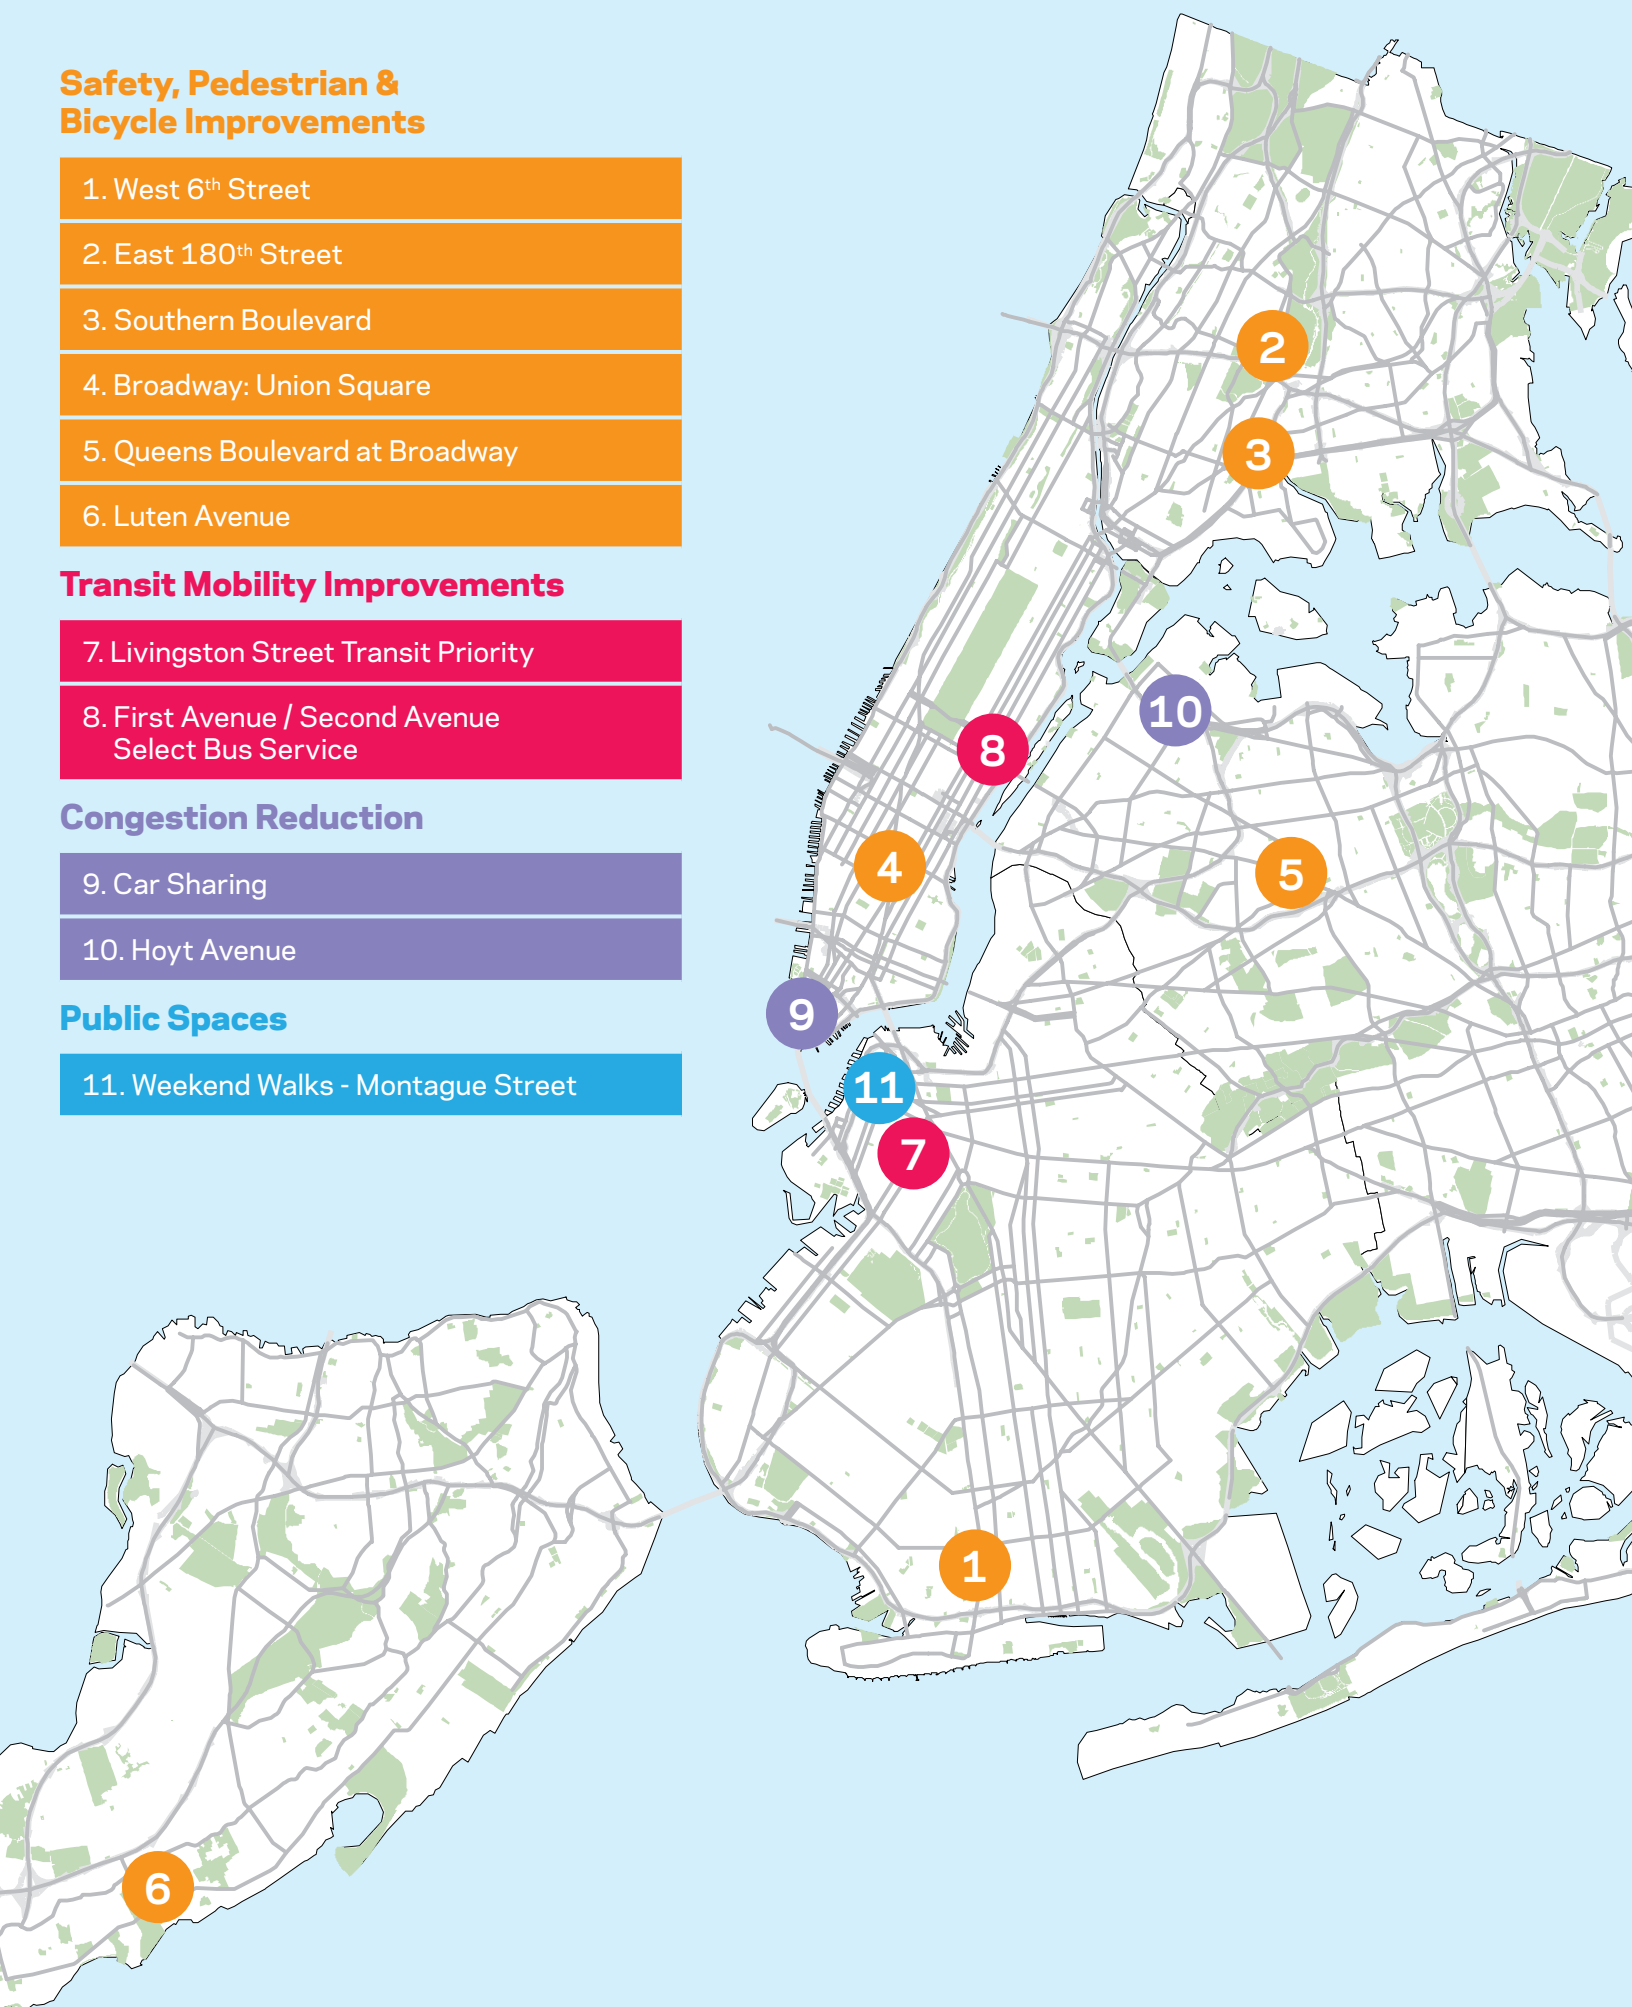 Safety, Pedestrian &
Bicycle Improvements
1. West 6th Street
2. East 180th Street
3. Southern Boulevard
4. Broadway: Union Square
5. Queens Boulevard at Broadway
6. Luten Avenue
Transit Mobility Improvements
7. Livingston Street Transit Priority
8. First Avenue / Second Avenue
Select Bus Service
Congestion Reduction
9. Car Sharing
10. Hoyt Avenue
Public Spaces
11. Weekend Walks - Montague Street
2
3
10
8
4
5
9
11
7
1
6